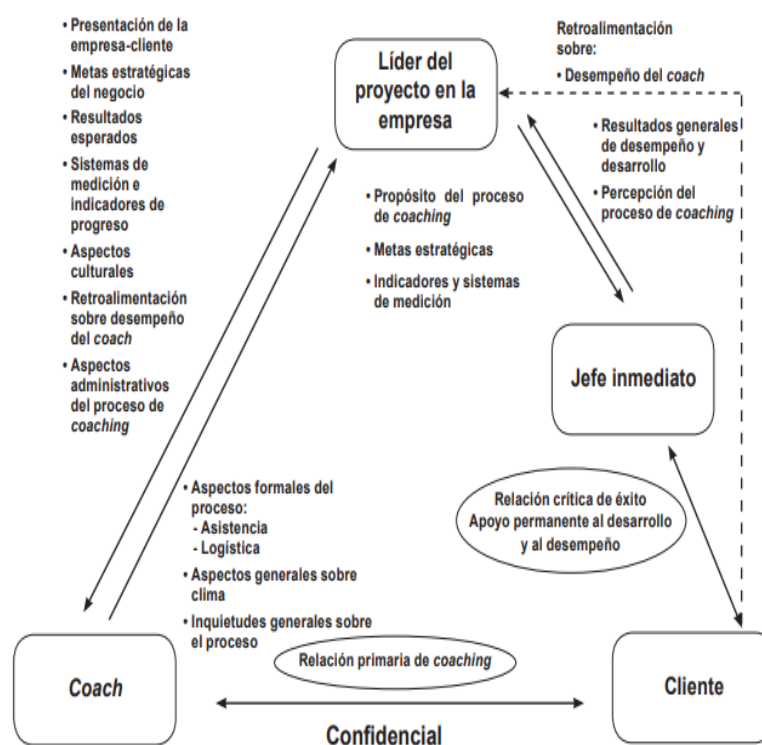 • Presentación de la
empresa-cliente
• Metas estratégicas
del negocio
• Resultados
esperados
• Sistemas de
medición e
indicadores de
progreso
• Aspectos
culturales
• Retroalimentación
sobre desempeño
del coach
• Aspectos
administrativos
del proceso de
coaching
Líder del
proyecto en la
empresa
Retroalimentación
sobre:
• Desempeño del coach
• Resultados generales
de desempeño y
desarrollo
• Percepción del
proceso de coaching
• Propósito del proceso
de coaching
• Metas estratégicas
• Indicadores y sistemas
de medición
Jefe inmediato
Relación crítica de éxito
Apoyo permanente al desarrollo
y al desempeño
• Aspectos formales del
proceso:
- Asistencia
- Logística
• Aspectos generales sobre
clima
• Inquietudes generales sobre
el proceso
Coach
Relación primaria de coaching
Cliente
Confidencial